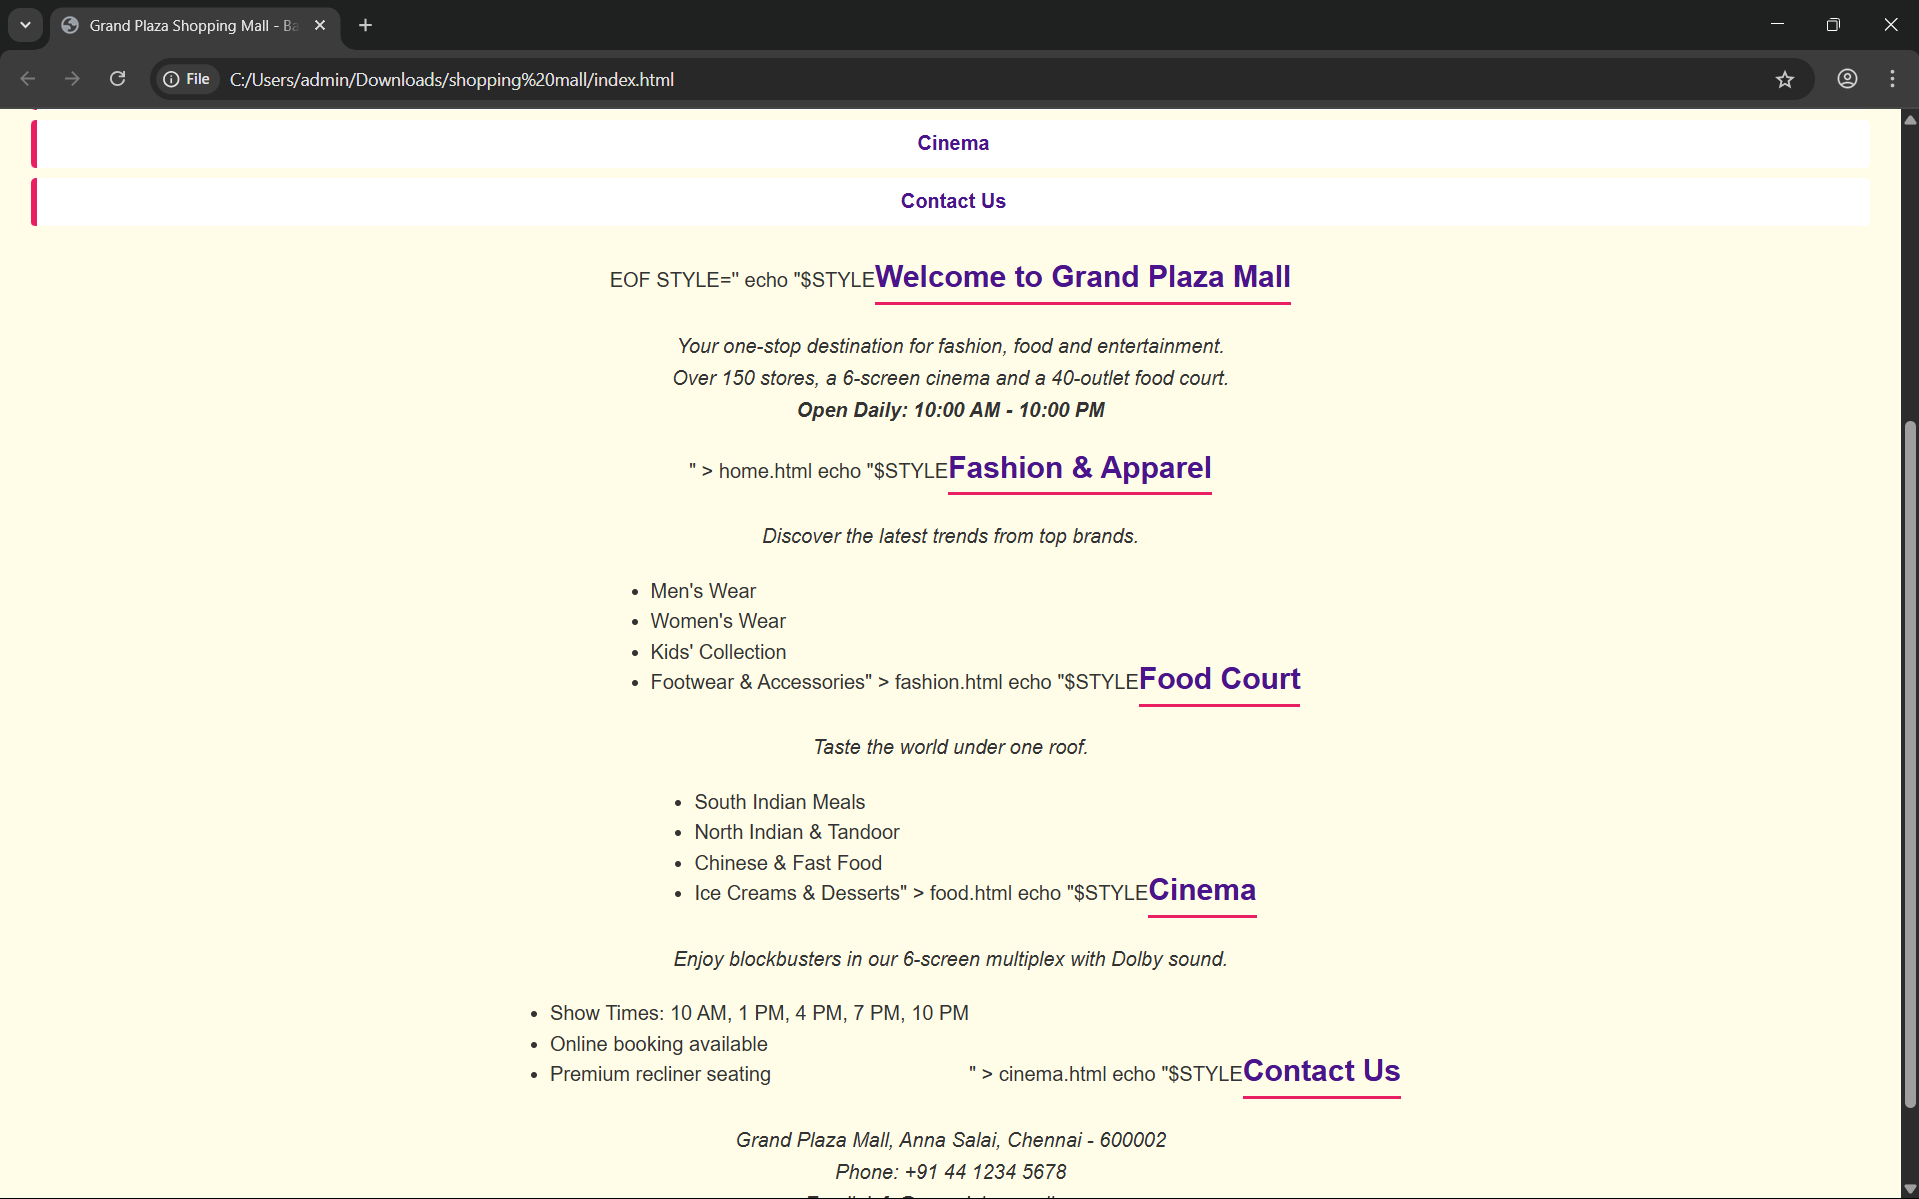 Grand Plaza Shopping Mall - Ba
File C:/Users/admin/Downloads/shopping%20mall/index.html
Cinema
Contact Us
EOF STYLE='' echo "$STYLEWelcome to Grand Plaza Mall
Your one-stop destination for fashion, food and entertainment.
Over 150 stores, a 6-screen cinema and a 40-outlet food court.
Open Daily: 10:00 AM - 10:00 PM
" > home.html echo "$STYLEFashion & Apparel
Discover the latest trends from top brands.
• Men's Wear
• Women's Wear
• Kids' Collection
• Footwear & Accessories" > fashion.html echo "$STYLEFood Court
Taste the world under one roof.
• South Indian Meals
• North Indian & Tandoor
• Chinese & Fast Food
• Ice Creams & Desserts" > food.html echo "$STYLECinema
Enjoy blockbusters in our 6-screen multiplex with Dolby sound.
• Show Times: 10 AM, 1 PM, 4 PM, 7 PM, 10 PM
• Online booking available
• Premium recliner seating " > cinema.html echo "$STYLEContact Us
Grand Plaza Mall, Anna Salai, Chennai - 600002
Phone: +91 44 1234 5678